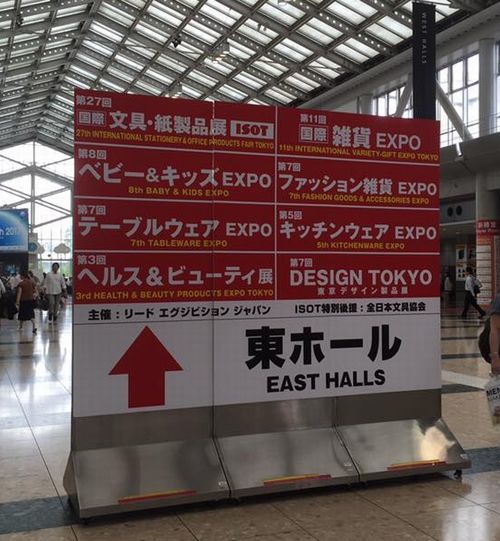 WEST HALLS
第27回
国際 文具・紙製品展 ISOT
27th INTERNATIONAL STATIONERY & OFFICE PRODUCTS FAIR TOKYO
第11回
国際 雑貨 EXPO
11th INTERNATIONAL VARIETY-GIFT EXPO TOKYO
第8回
ベビー&キッズ EXPO
8th BABY & KIDS EXPO
第7回
ファッション雑貨 EXPO
7th FASHION GOODS & ACCESSORIES EXPO
第7回
テーブルウェア EXPO
7th TABLEWARE EXPO
第5回
キッチンウェア EXPO
5th KITCHENWARE EXPO
第3回
ヘルス&ビューティ展
3rd HEALTH & BEAUTY PRODUCTS EXPO TOKYO
第7回
DESIGN TOKYO
東京デザイン製品展
主催:リード エグジビション ジャパン
ISOT特別後援:全日本文具協会
東ホール
EAST HALLS